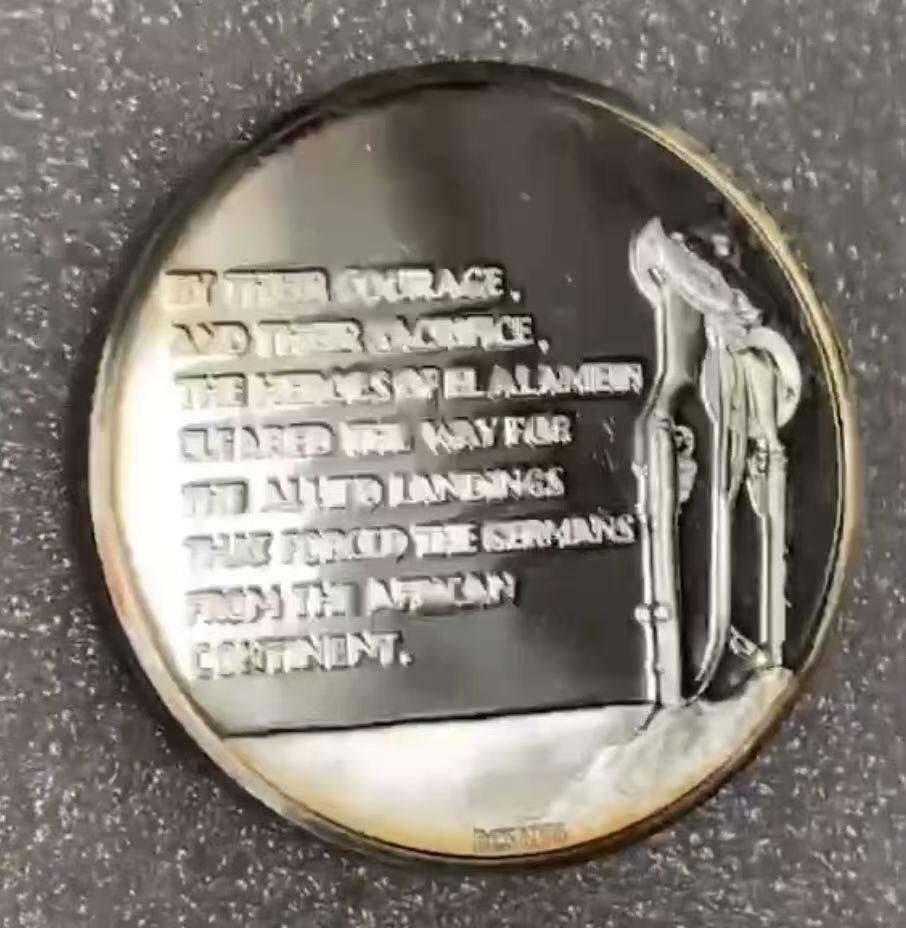 BY THEIR COURAGE,
AND THEIR SACRIFICE,
THE HEROES OF EL ALAMEIN
CLEARED THE WAY FOR
THE ALLIED LANDINGS
THAT FORCED THE GERMANS
FROM THE AFRICAN
CONTINENT.